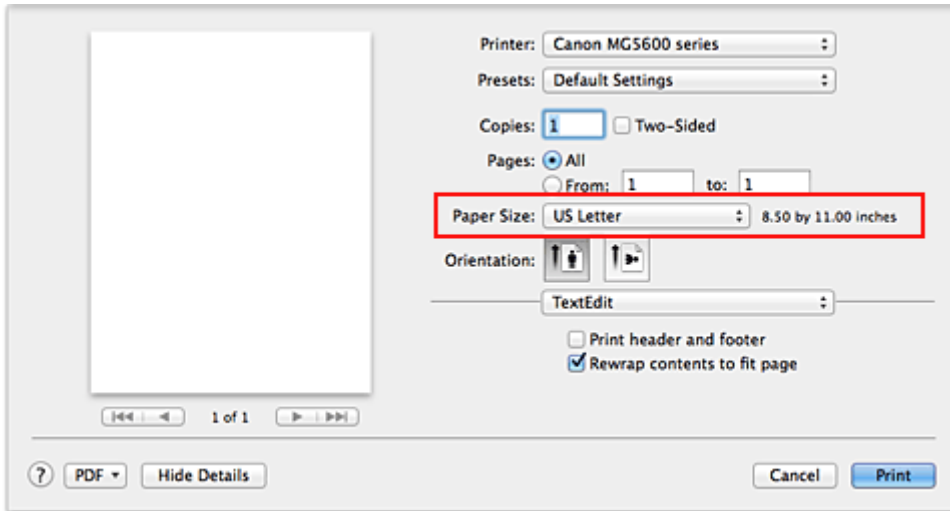 Printer: Canon MG5600 series
Presets: Default Settings
Copies: 1 Two-Sided
Pages: All
From: 1 to: 1
Paper Size: US Letter 8.50 by 11.00 inches
Orientation:
TextEdit
Print header and footer
Rewrap contents to fit page
1 of 1
? PDF Hide Details Cancel Print